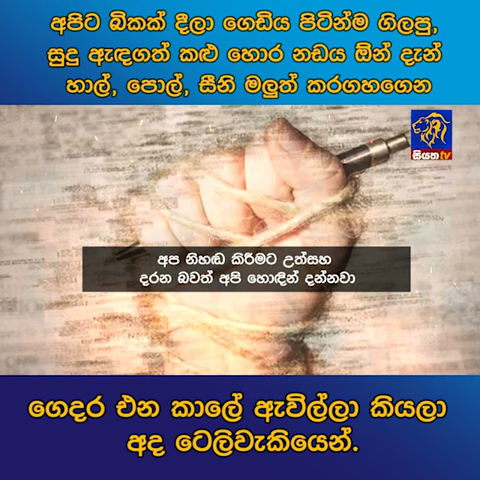 අපිට බිකක් දීලා ගෙඩිය පිටින්ම ගිලපු,
සුදු ඇඳගත් කළු හොර නඩය ඕන් දැන්
හාල්, පොල්, සීනි මලුත් කරගහගෙන
සියත tv
අප නිහඬ කිරීමට උත්සහ
දරන බවත් අපි හොඳින් දන්නවා
ගෙදර එන කාලේ ඇවිල්ලා කියලා
අද ටෙලිවැකියෙන්.